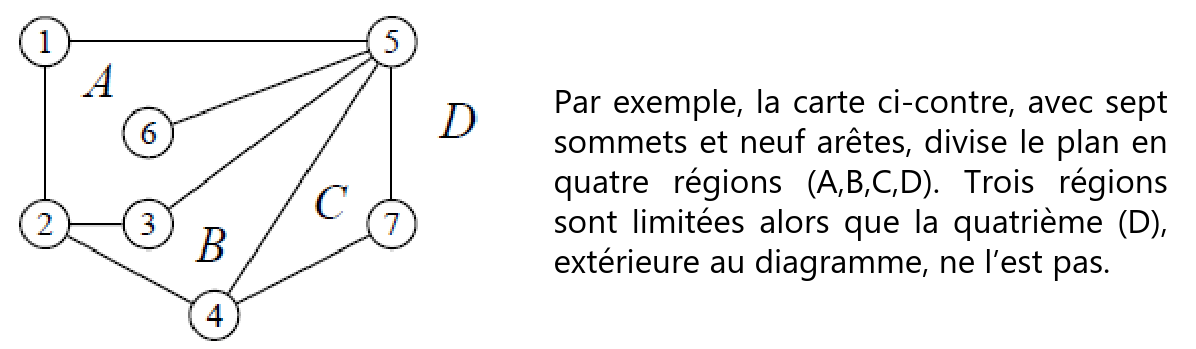 1
5
A
6
D
2
3
B
C
7
4
Par exemple, la carte ci-contre, avec sept
sommets et neuf arêtes, divise le plan en
quatre régions (A,B,C,D). Trois régions
sont limitées alors que la quatrième (D),
extérieure au diagramme, ne l’est pas.